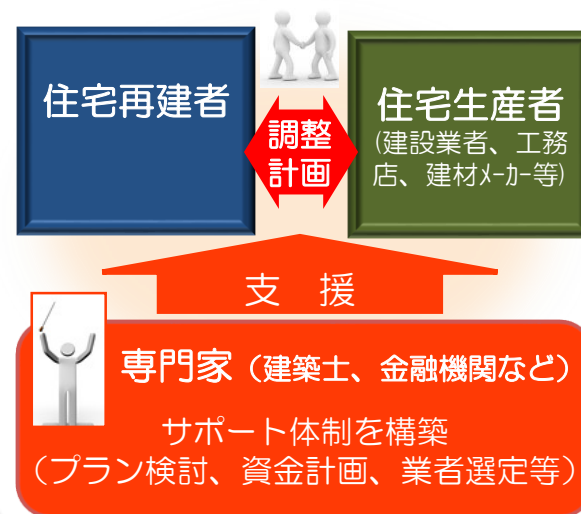 住宅再建者
調整
計画
住宅生産者
(建設業者、工務
店、建材ﾒｰｶｰ等)
支　援
専門家（建築士、金融機関など）
サポート体制を構築
（プラン検討、資金計画、業者選定等）